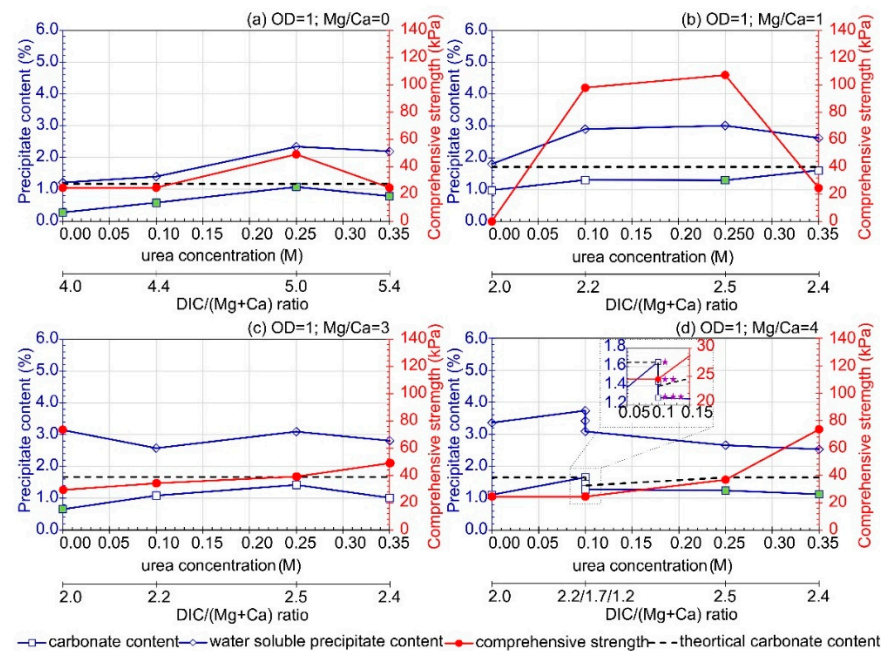 (a) OD=1; Mg/Ca=0
6.0 5.0 4.0 3.0 2.0 1.0 0.0
Precipitate content (%)
140 120 100 80 60 40 20 0
Comprehensive stremgth (kPa)
0.00 0.05 0.10 0.15 0.20 0.25 0.30 0.35
urea concentration (M)
4.0 4.4 5.0 5.4
DIC/(Mg+Ca) ratio
(b) OD=1; Mg/Ca=1
6.0 5.0 4.0 3.0 2.0 1.0 0.0
Precipitate content (%)
140 120 100 80 60 40 20 0
Comprehensive stremgth (kPa)
0.00 0.05 0.10 0.15 0.20 0.250 0.30 0.35
urea concentration (M)
2.0 2.2 2.5 2.4
DIC/(Mg+Ca) ratio
(c) OD=1; Mg/Ca=3
6.0 5.0 4.0 3.0 2.0 1.0 0.0
Precipitate content (%)
140 120 100 80 60 40 20 0
Comprehensive strength (kPa)
0.00 0.05 0.10 0.15 0.20 0.25 0.30 0.35
urea concentration (M)
2.0 2.2 2.5 2.4
DIC/(Mg+Ca) ratio
(d) OD=1; Mg/Ca=4
6.0 5.0 4.0 3.0 2.0 1.0 0.0
Precipitate content (%)
1.8 1.6 1.4 1.2
30 25 20
0.05 0.1 0.15
140 120 100 80 60 40 20 0
Comprehensive strength (kPa)
0.00 0.05 0.10 0.15 0.20 0.25 0.30 0.35
urea concentration (M)
2.0 2.2/1.7/1.2 2.5 2.4
DIC/(Mg+Ca) ratio
carbonate content water soluble precipitate content comprehensive strength theortical carbonate content